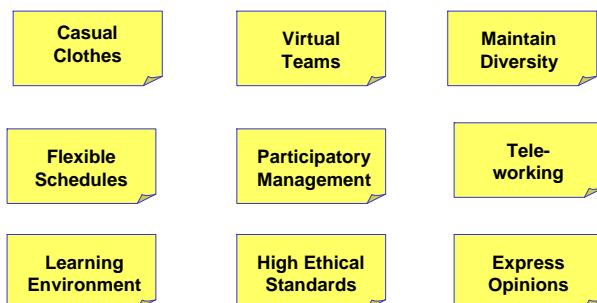 Casual
Clothes
Virtual
Teams
Maintain
Diversity
Flexible
Schedules
Participatory
Management
Tele-
working
Learning
Environment
High Ethical
Standards
Express
Opinions